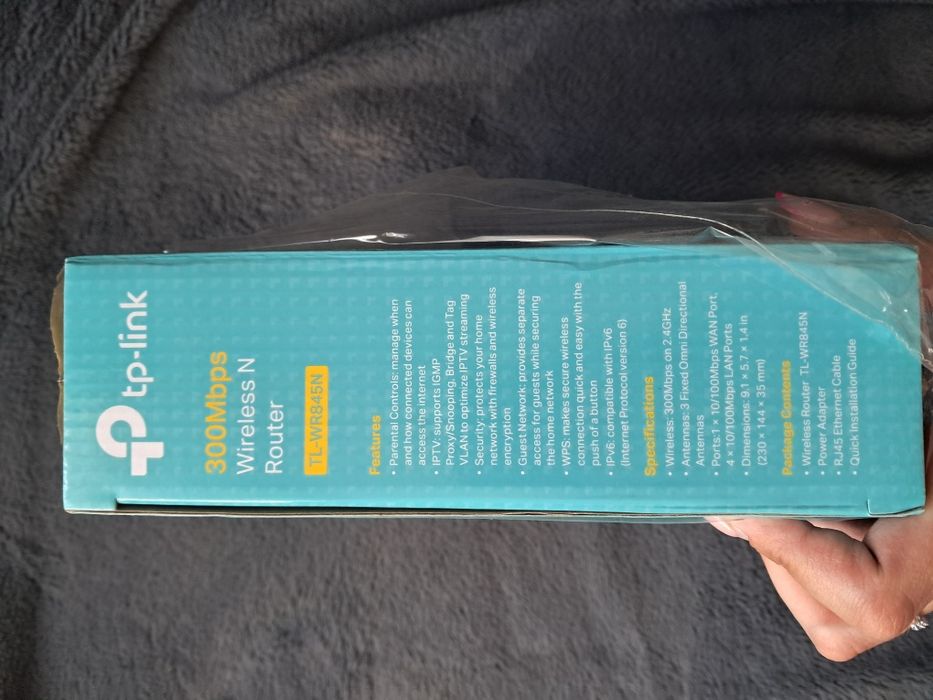 tp-link
300Mbps
Wireless N
Router
TL-WR845N
Features
• Parental Controls: manage when
and how connected devices can
access the internet
• IPTV: supports IGMP
Proxy/Snooping, Bridge and Tag
VLAN to optimize IPTV streaming
• Security: protects your home
network with firewalls and wireless
encryption
• Guest Network: provides separate
access for guests while securing
the home network
• WPS: makes secure wireless
connection quick and easy with the
push of a button
• IPv6: compatible with IPv6
(Internet Protocol version 6)
Specifications
• Wireless: 300Mbps on 2.4GHz
• Antennas: 3 Fixed Omni Directional
Antennas
• Ports: 1 × 10/100Mbps WAN Port,
4 × 10/100Mbps LAN Ports
• Dimensions: 9,1 × 5,7 × 1,4 in
(230 × 144 × 35 mm)
Package Contents
• Wireless Router TL-WR845N
• Power Adapter
• RJ45 Ethernet Cable
• Quick Installation Guide